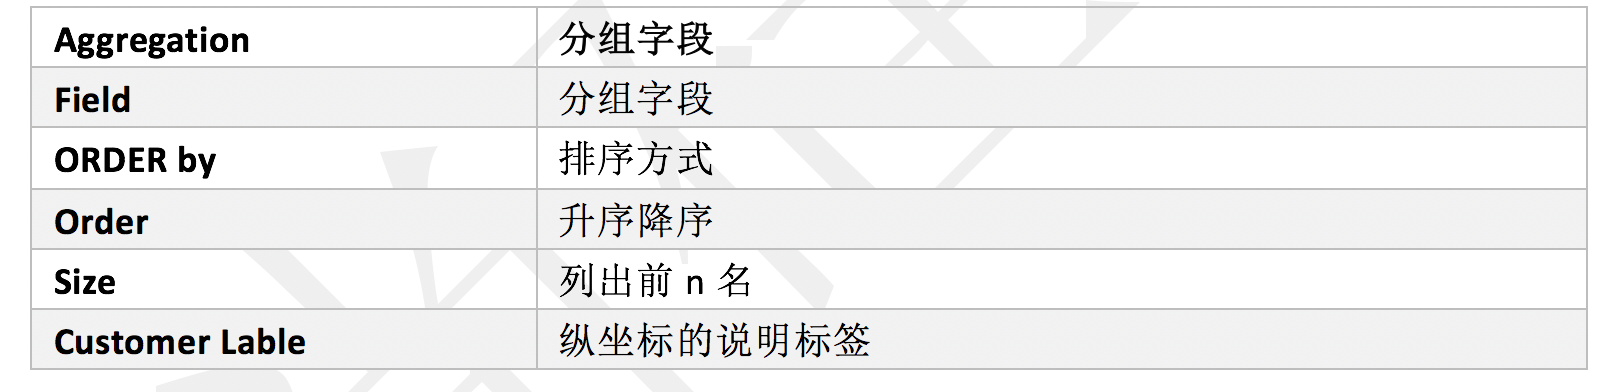 Aggregation 分组字段
Field 分组字段
ORDER by 排序方式
Order 升序降序
Size 列出前 n 名
Customer Lable 纵坐标的说明标签